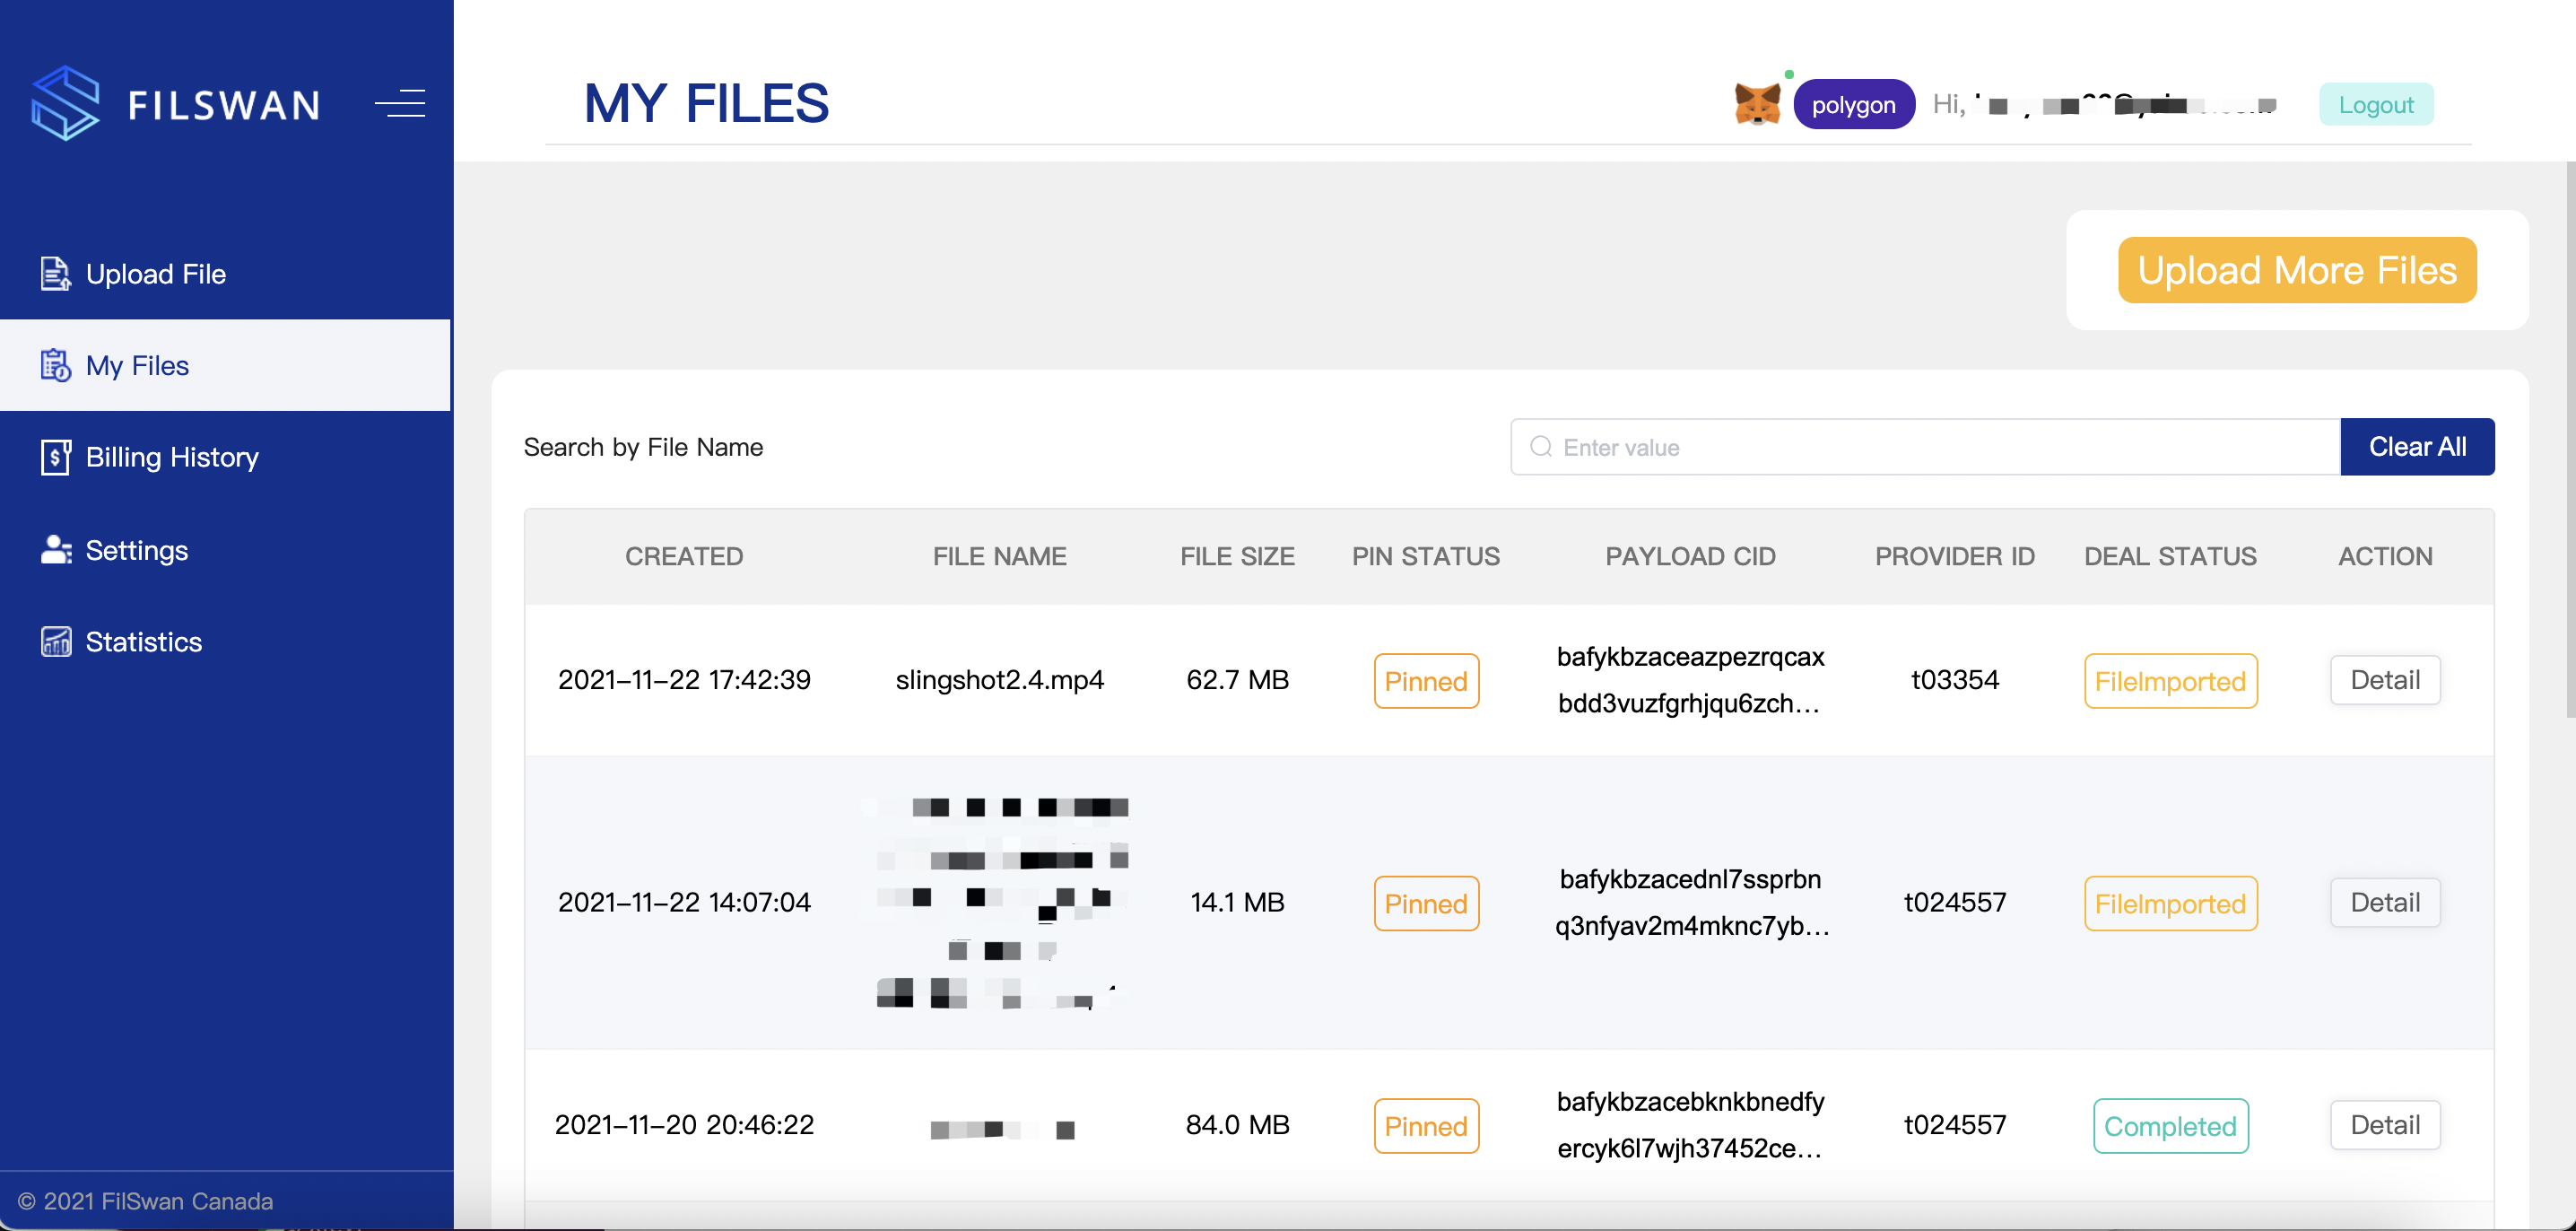 FILSWAN
MY FILES
polygon
Hi,
Logout
Upload File
My Files
Billing History
Settings
Statistics
© 2021 FilSwan Canada
Upload More Files
Search by File Name
Enter value
Clear All
CREATED FILE NAME FILE SIZE PIN STATUS PAYLOAD CID PROVIDER ID DEAL STATUS ACTION
2021-11-22 17:42:39 slingshot2.4.mp4 62.7 MB Pinned bafykbzaceazpezrqcax t03354 FileImported Detail
bdd3vuzfgrhjqu6zch...
2021-11-22 14:07:04 14.1 MB Pinned bafykbzacednl7ssprbn t024557 FileImported Detail
q3nfyav2m4mknc7yb...
2021-11-20 20:46:22 84.0 MB Pinned bafykbzacebknkbnedfy t024557 Completed Detail
ercyk6l7wjh37452ce...